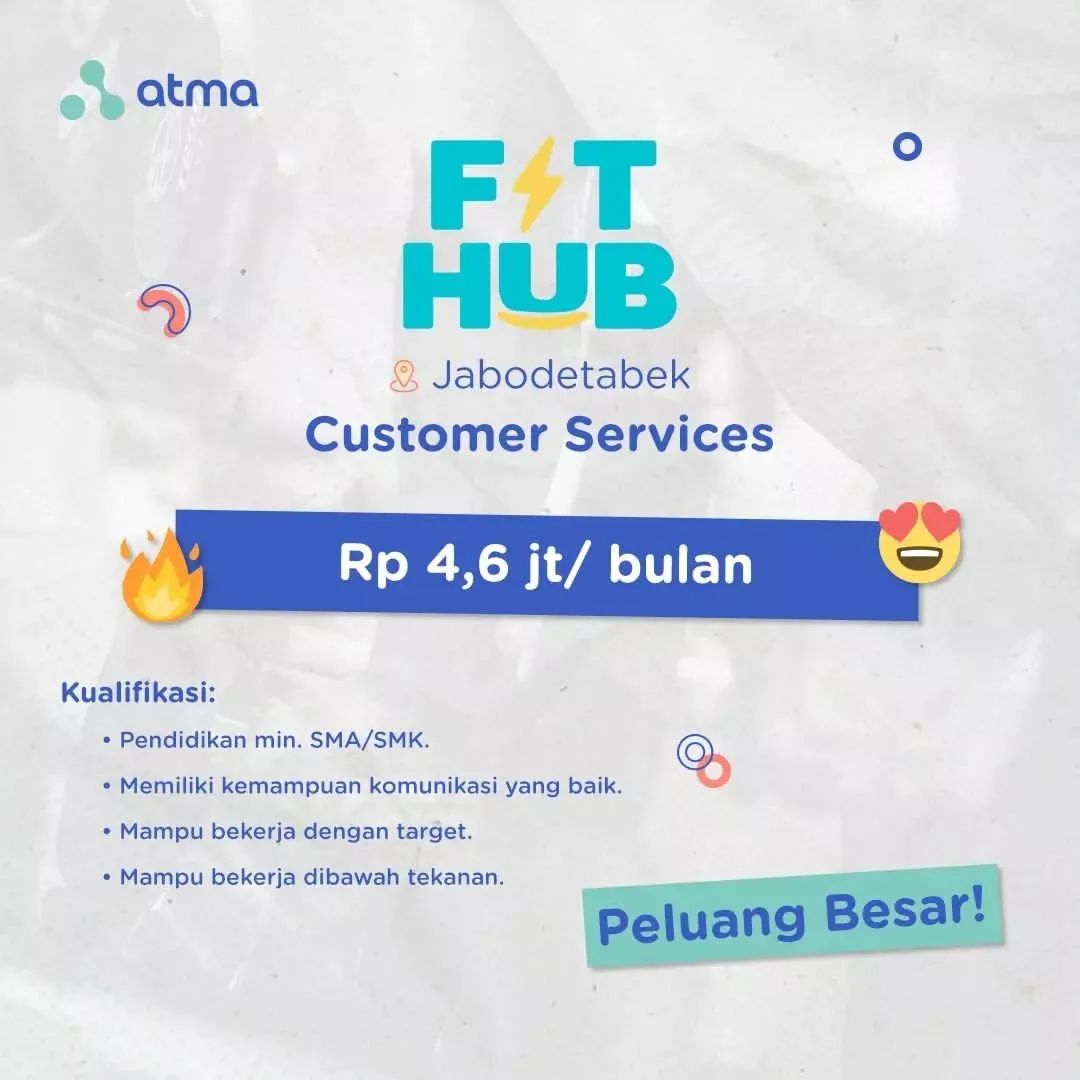 atma
FIT
HUB
Jabodetabek
Customer Services
Rp 4,6 jt/ bulan
Kualifikasi:
• Pendidikan min. SMA/SMK.
• Memiliki kemampuan komunikasi yang baik.
• Mampu bekerja dengan target.
• Mampu bekerja dibawah tekanan.
Peluang Besar!